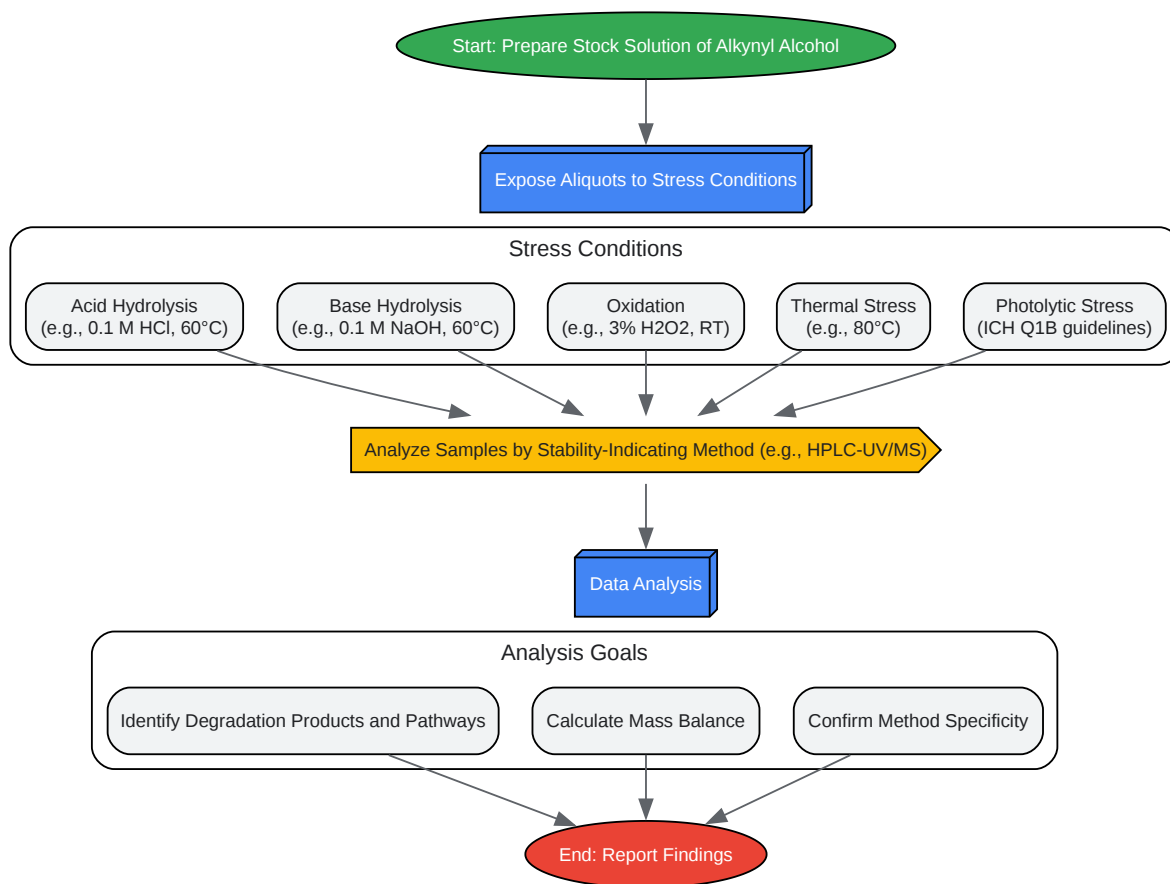 Start: Prepare Stock Solution of Alkynyl Alcohol
Expose Aliquots to Stress Conditions
Stress Conditions
Acid Hydrolysis
(e.g., 0.1 M HCl, 60°C)
Base Hydrolysis
(e.g., 0.1 M NaOH, 60°C)
Oxidation
(e.g., 3% H2O2, RT)
Thermal Stress
(e.g., 80°C)
Photolytic Stress
(ICH Q1B guidelines)
Analyze Samples by Stability-Indicating Method (e.g., HPLC-UV/MS)
Data Analysis
Analysis Goals
Identify Degradation Products and Pathways
Calculate Mass Balance
Confirm Method Specificity
End: Report Findings